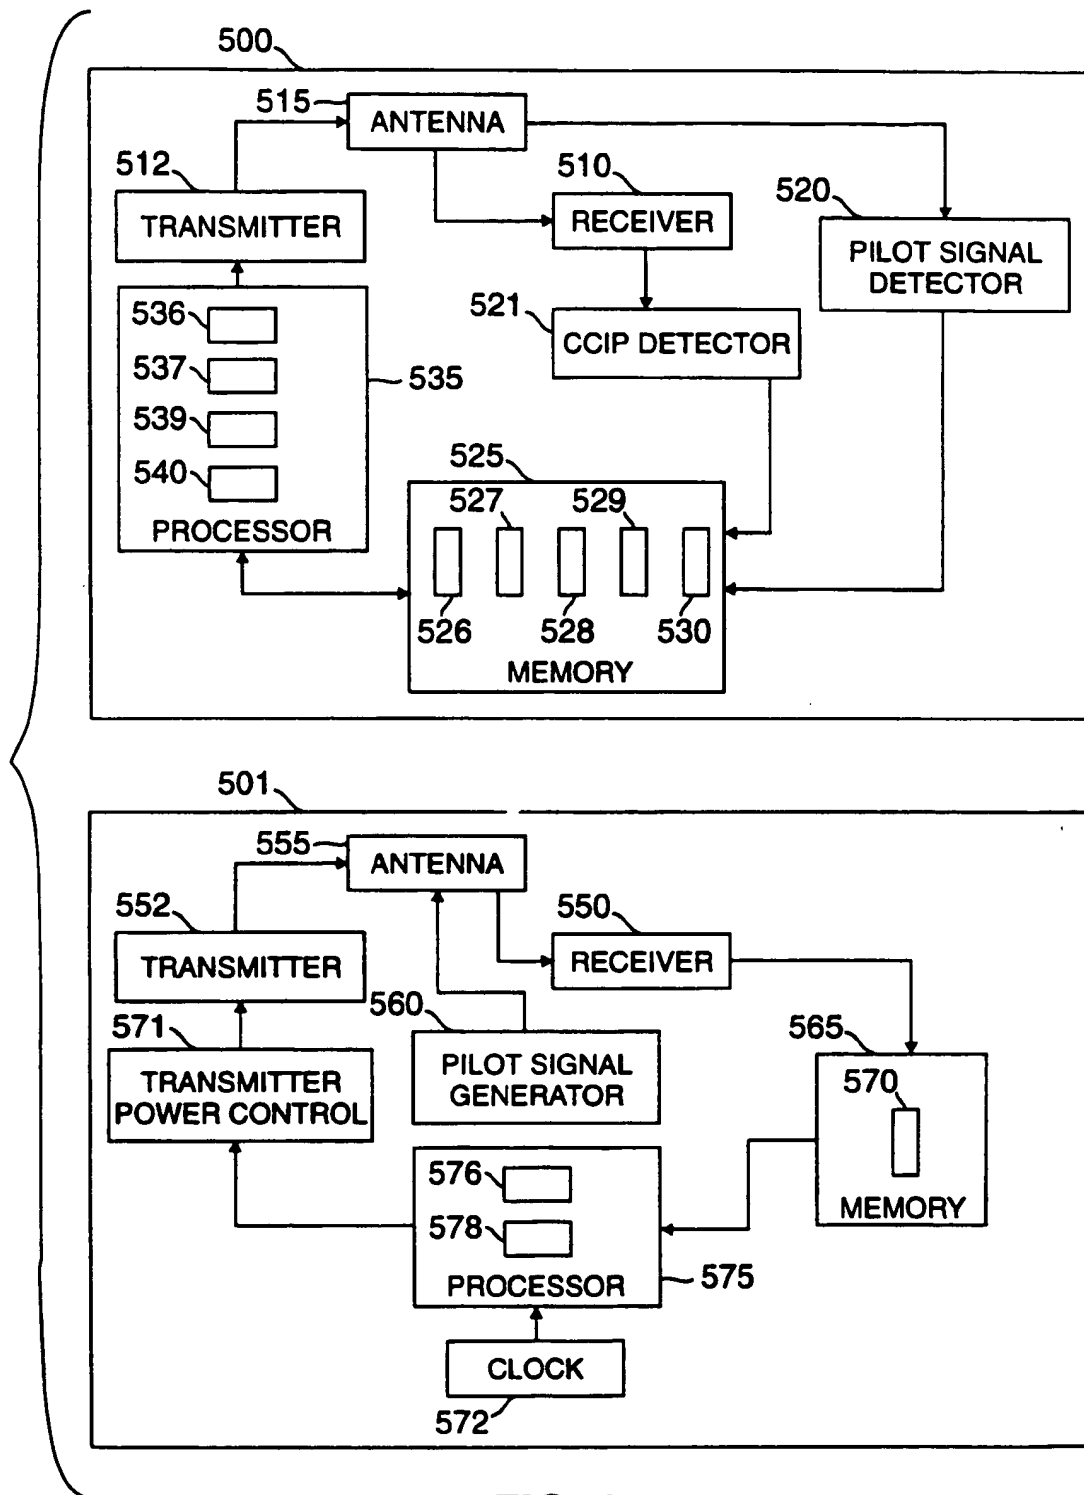 500
515
ANTENNA
512
510
520
TRANSMITTER
RECEIVER
PILOT SIGNAL
DETECTOR
521
CCIP DETECTOR
536
537
535
539
540
PROCESSOR
525
527
529
526
528
530
MEMORY
501
555
ANTENNA
552
550
TRANSMITTER
RECEIVER
560
571
565
TRANSMITTER
POWER CONTROL
PILOT SIGNAL
GENERATOR
570
MEMORY
576
578
PROCESSOR
575
CLOCK
572